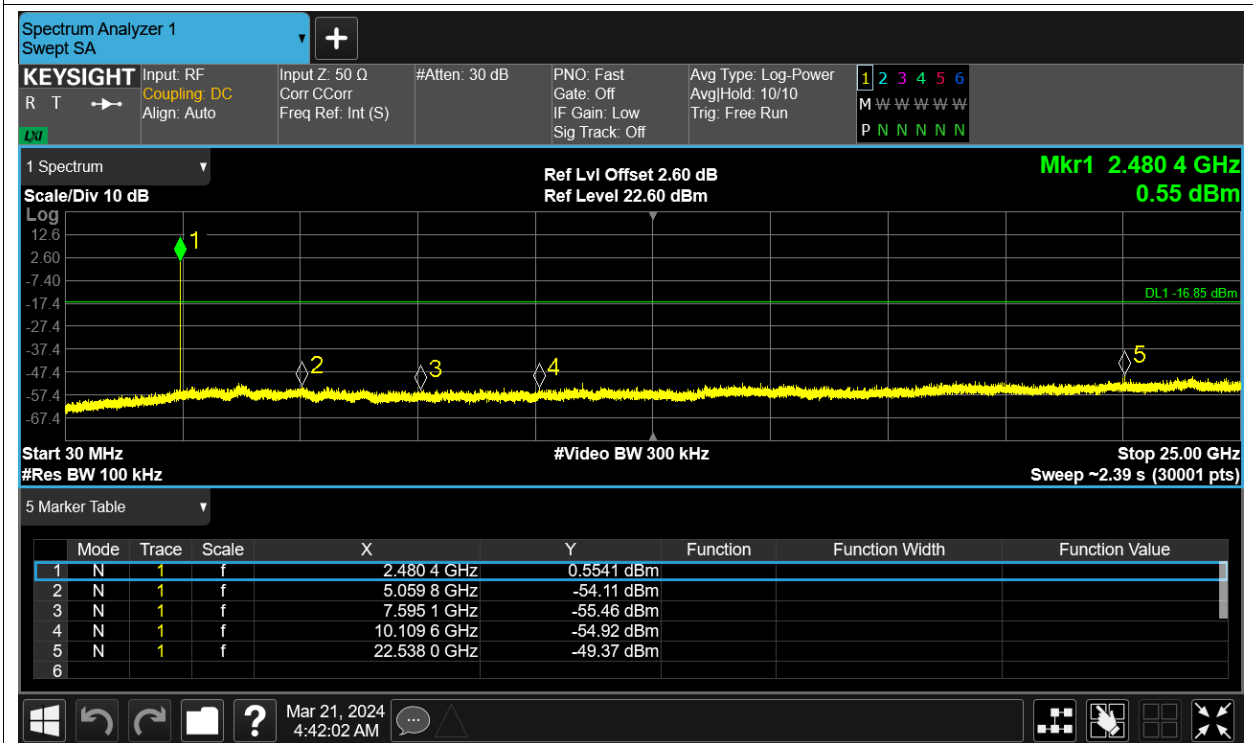 Spectrum Analyzer 1
Swept SA
KEYSIGHT
R T
LXI
Input: RF
Coupling: DC
Align: Auto
Input Z: 50 Ω
Corr CCorr
Freq Ref: Int (S)
#Atten: 30 dB
PNO: Fast
Gate: Off
IF Gain: Low
Sig Track: Off
Avg Type: Log-Power
Avg|Hold: 10/10
Trig: Free Run
1 2 3 4 5 6
M W W W W W
P N N N N N
1 Spectrum
Scale/Div 10 dB
Ref Lvl Offset 2.60 dB
Ref Level 22.60 dBm
Mkr1 2.480 4 GHz
0.55 dBm
Log
12.6
2.60
-7.40
-17.4
-27.4
-37.4
-47.4
-57.4
-67.4
1
2
3
4
5
DL1 -16.85 dBm
Start 30 MHz
#Video BW 300 kHz
Stop 25.00 GHz
#Res BW 100 kHz
Sweep ~2.39 s (30001 pts)
5 Marker Table
Mode Trace Scale X Y Function Function Width Function Value
1 N 1 f 2.480 4 GHz 0.5541 dBm
2 N 1 f 5.059 8 GHz -54.11 dBm
3 N 1 f 7.595 1 GHz -55.46 dBm
4 N 1 f 10.109 6 GHz -54.92 dBm
5 N 1 f 22.538 0 GHz -49.37 dBm
6
?
Mar 21, 2024
4:42:02 AM